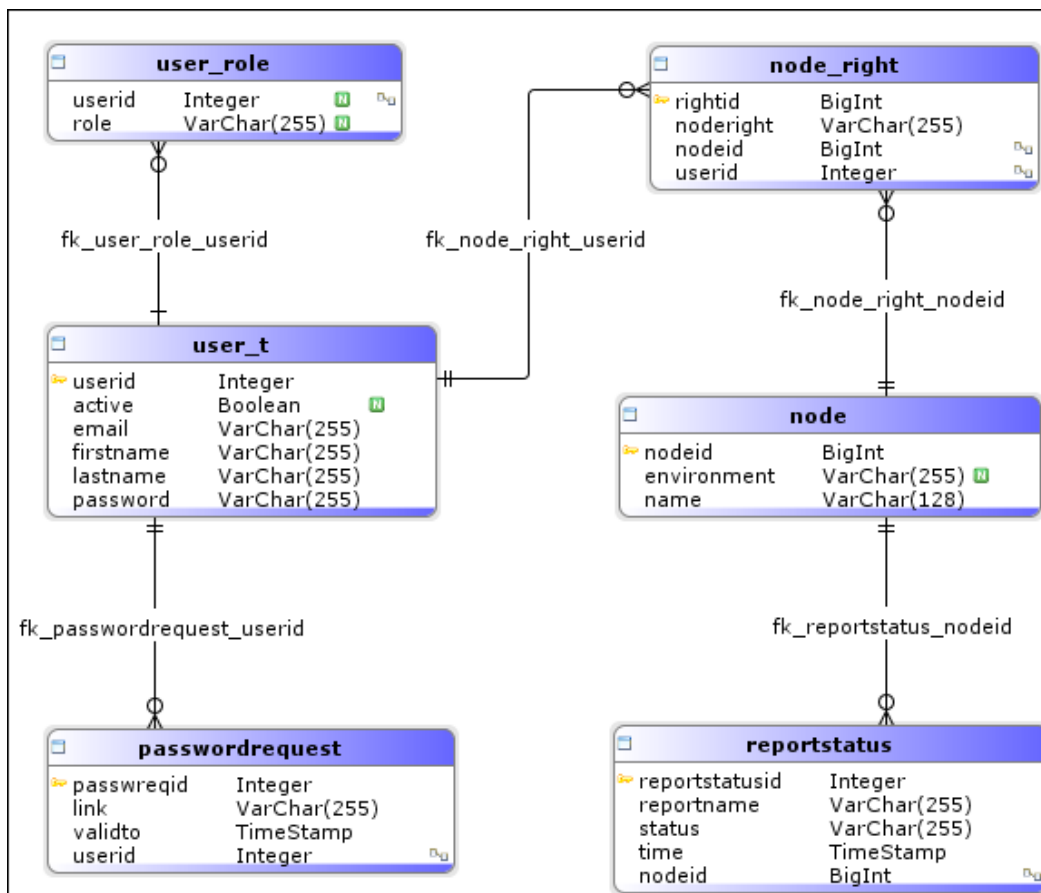 user_role
userid Integer N
role VarChar(255) N
node_right
rightid BigInt
noderight VarChar(255)
nodeid BigInt
userid Integer
fk_user_role_userid
fk_node_right_userid
fk_node_right_nodeid
user_t
userid Integer
active Boolean N
email VarChar(255)
firstname VarChar(255)
lastname VarChar(255)
password VarChar(255)
node
nodeid BigInt
environment VarChar(255) N
name VarChar(128)
fk_passwordrequest_userid
fk_reportstatus_nodeid
passwordrequest
passwreqid Integer
link VarChar(255)
validto TimeStamp
userid Integer
reportstatus
reportstatusid Integer
reportname VarChar(255)
status VarChar(255)
time TimeStamp
nodeid BigInt